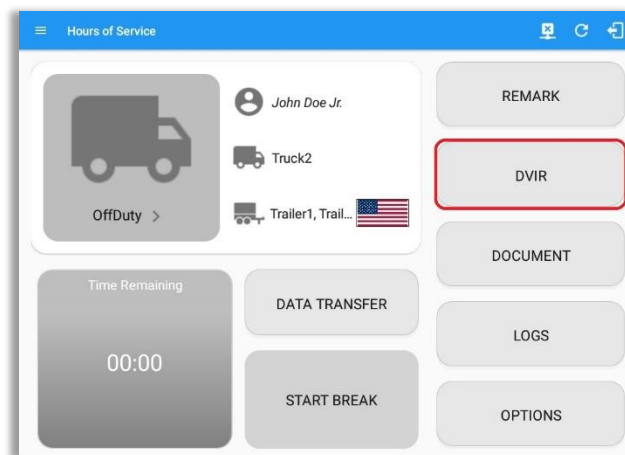 Hours of Service
John Doe Jr.
Truck2
OffDuty >
Trailer1, Trail...
Time Remaining
00:00
DATA TRANSFER
START BREAK
REMARK
DVIR
DOCUMENT
LOGS
OPTIONS